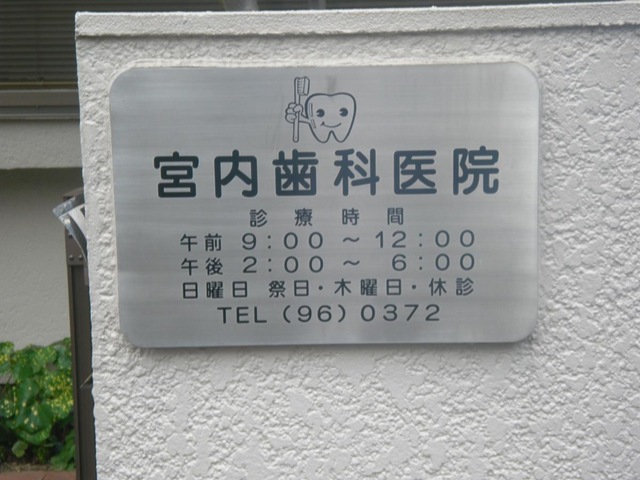 宮内歯科医院
診療時間
午前 9:00 ~ 12:00
午後 2:00 ~ 6:00
日曜日 祭日・木曜日・休診
TEL (96) 0372